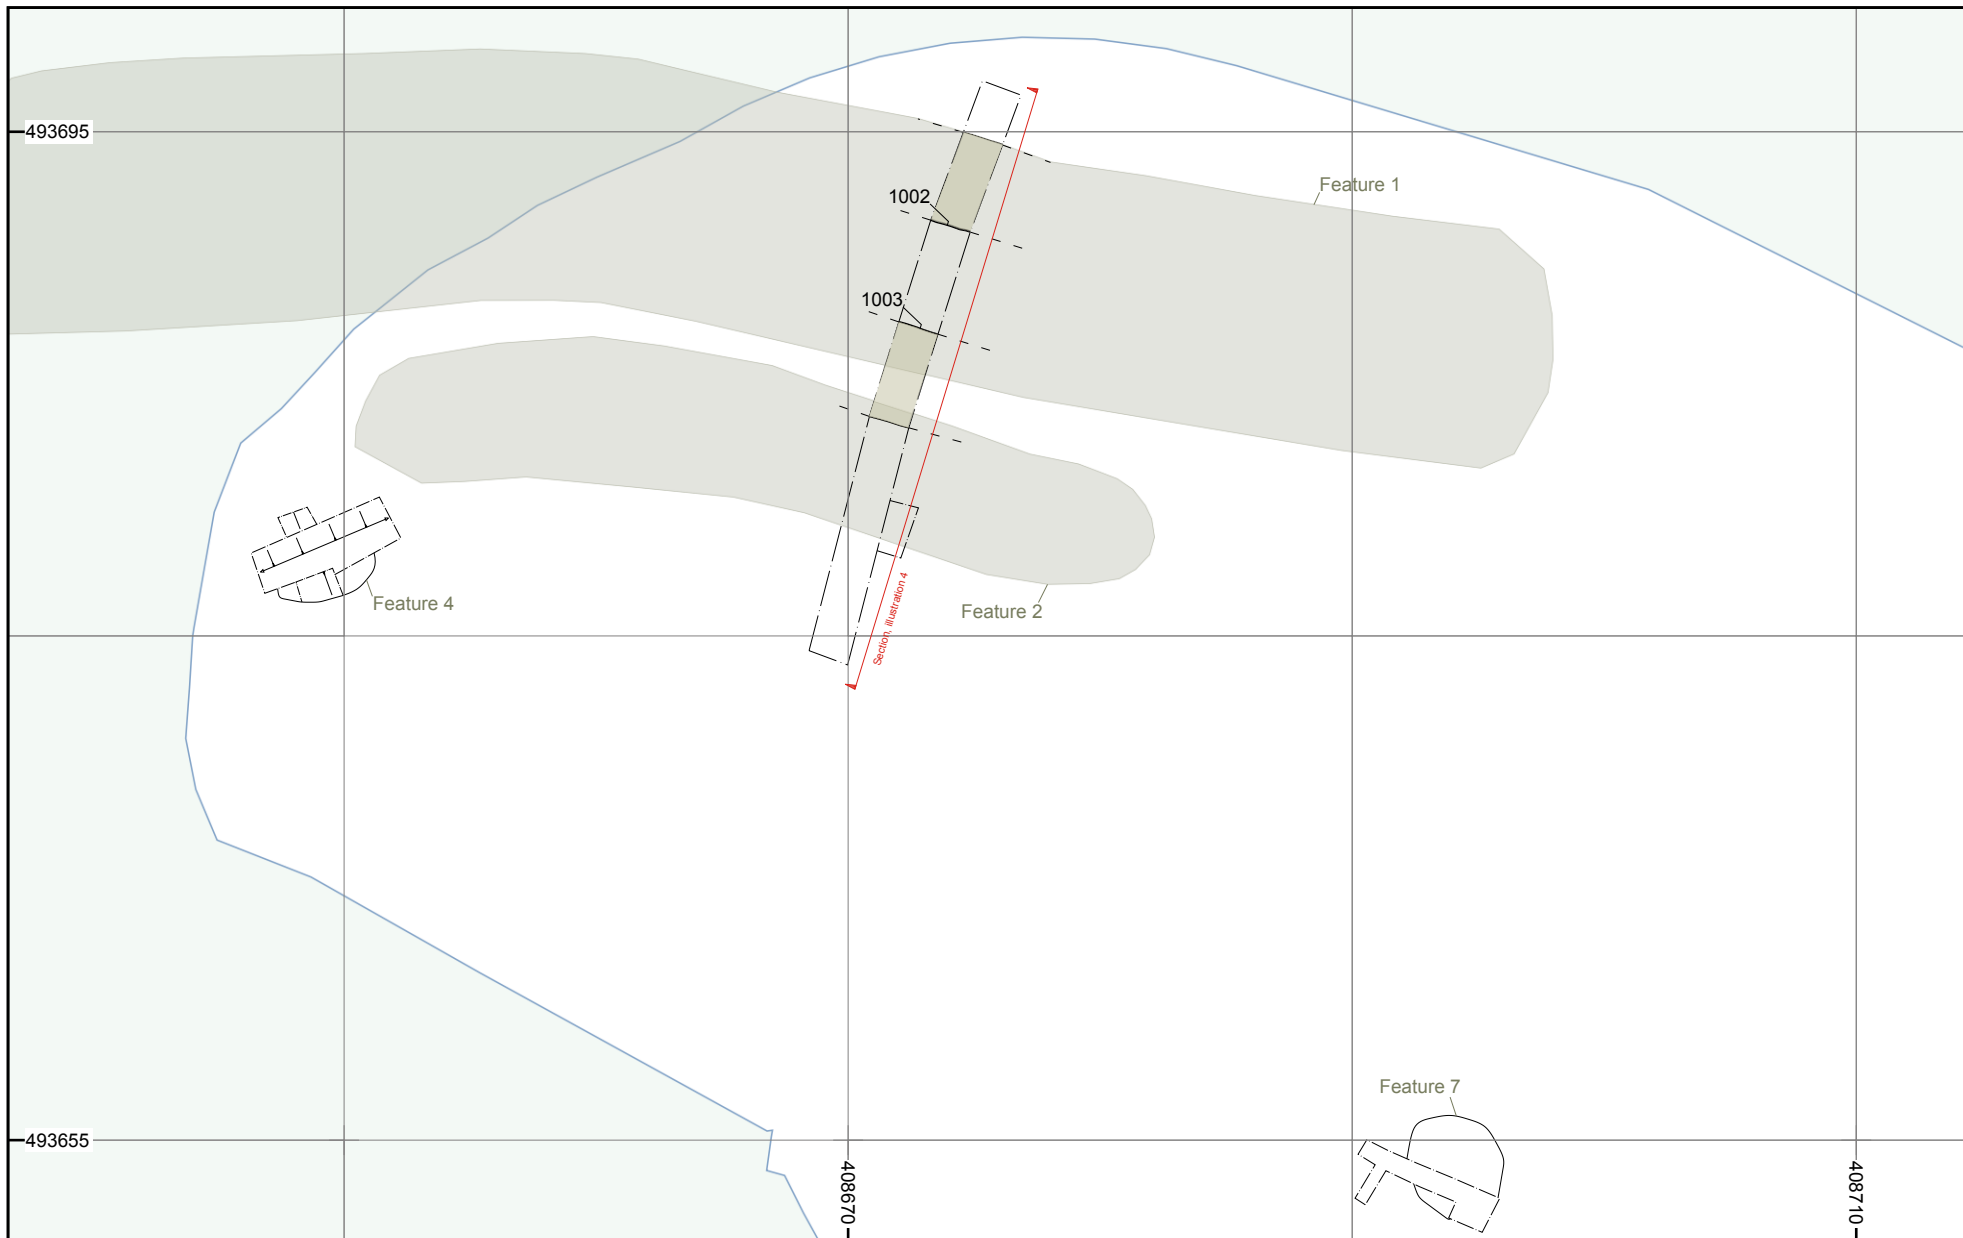 493695
Feature 1
1002
1003
Feature 4
Feature 2
Section, illustration 4
Feature 7
493655
408670
408710